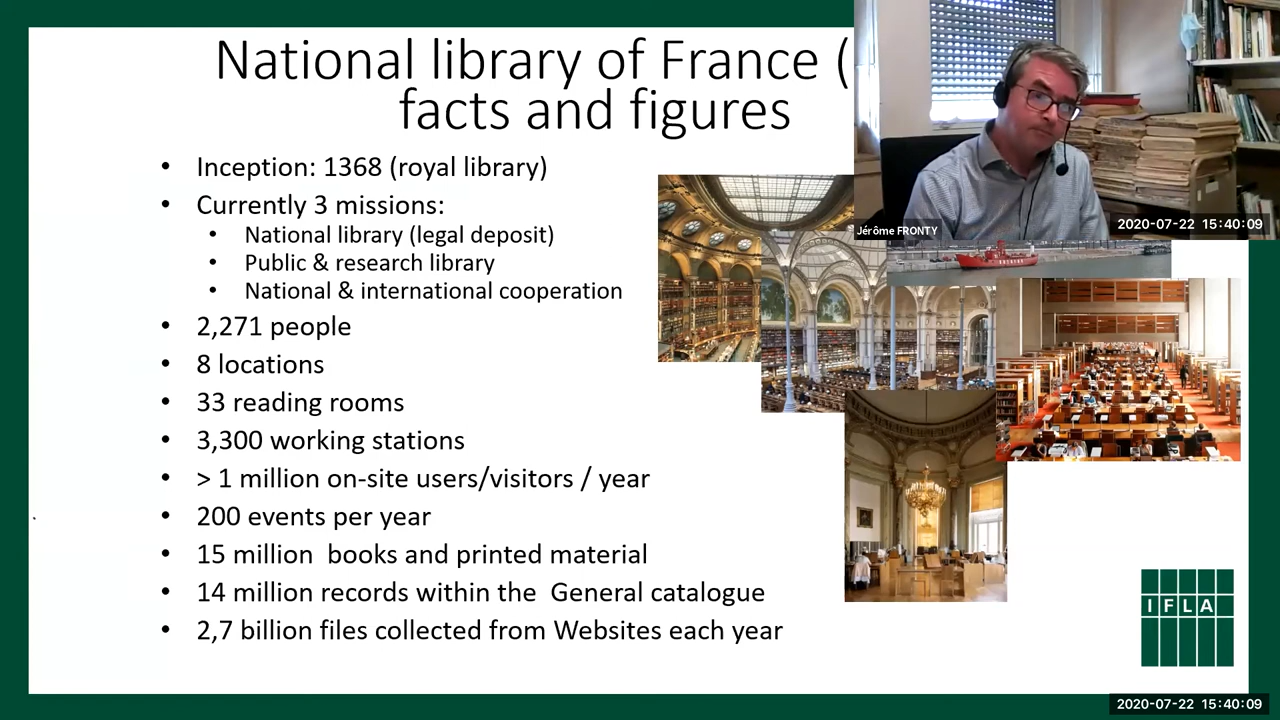 National library of France (
facts and figures
• Inception: 1368 (royal library)
• Currently 3 missions:
• National library (legal deposit)
• Public & research library
• National & international cooperation
• 2,271 people
• 8 locations
• 33 reading rooms
• 3,300 working stations
• > 1 million on-site users/visitors / year
• 200 events per year
• 15 million  books and printed material
• 14 million records within the  General catalogue
• 2,7 billion files collected from Websites each year
Jérôme FRONTY
2020-07-22 15:40:09
IFLA
2020-07-22 15:40:09